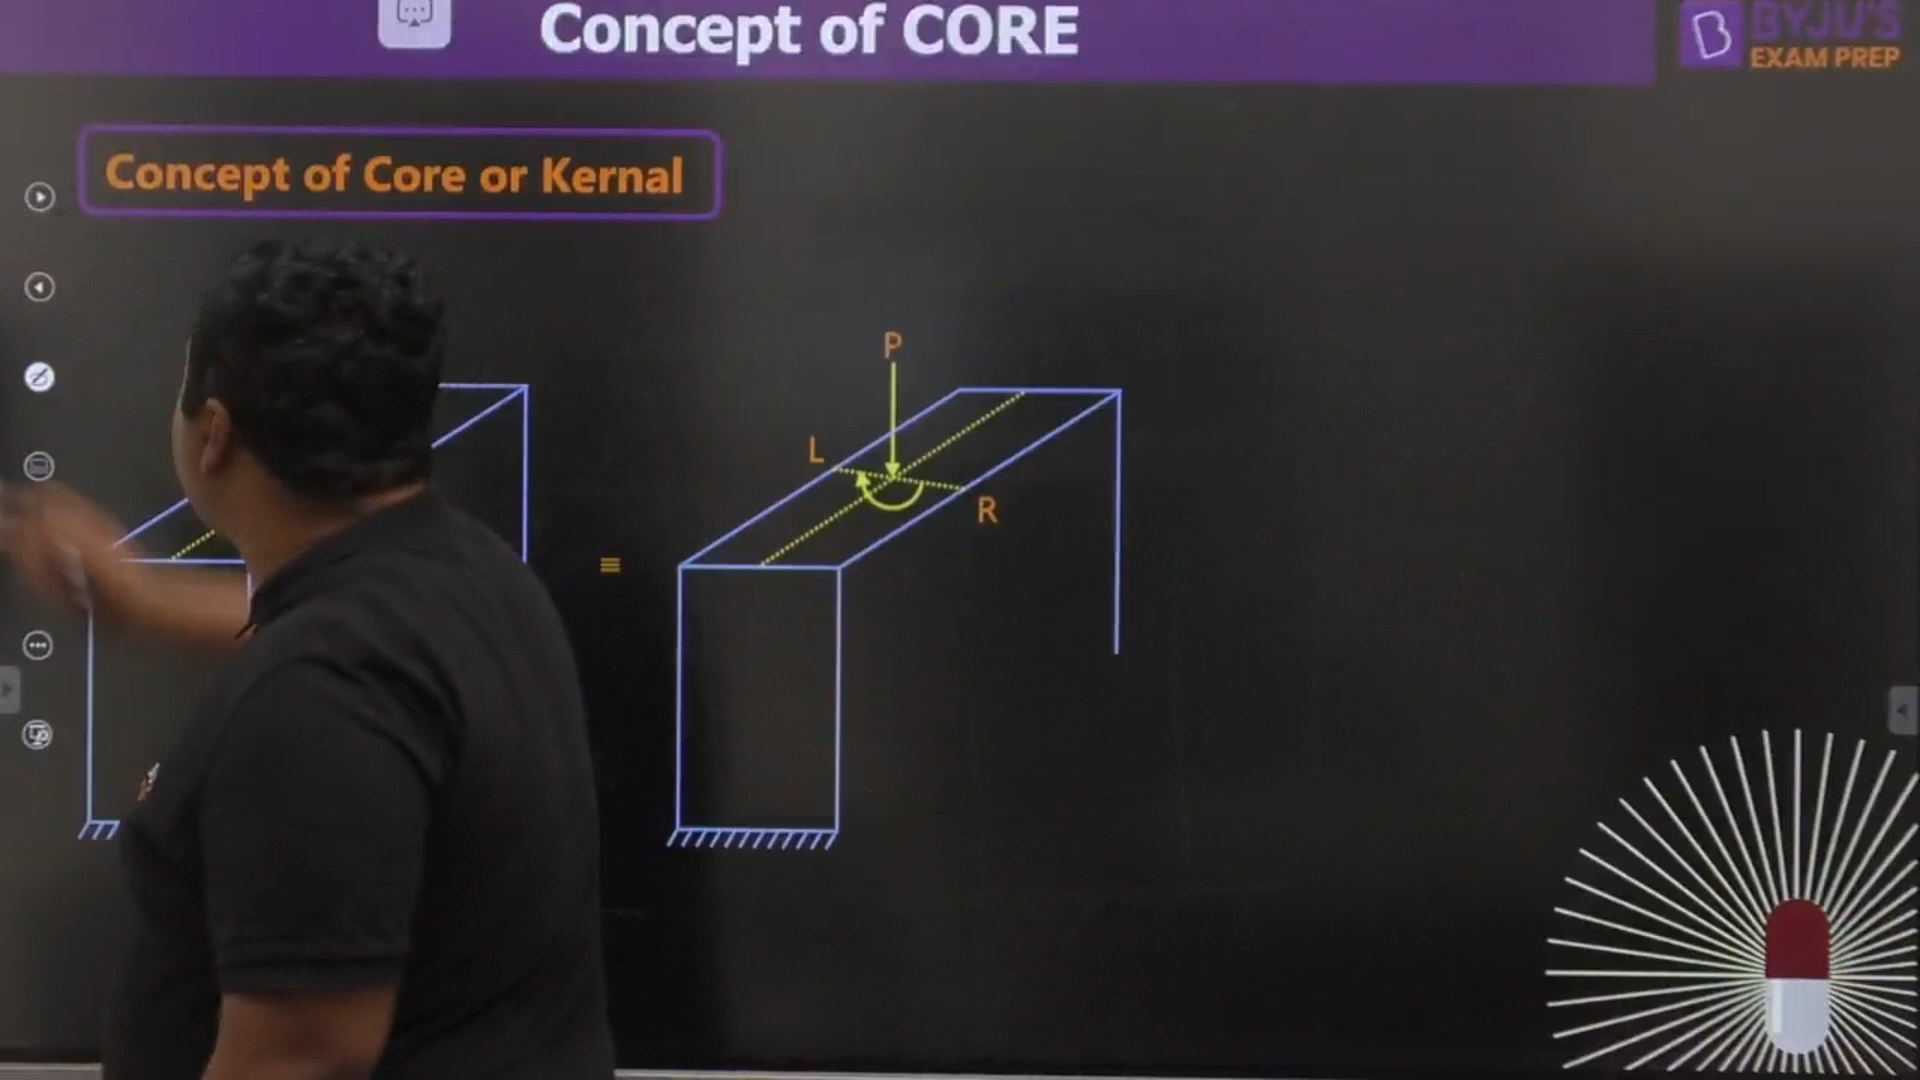 Concept of CORE
BYJU'S
EXAM PREP
Concept of Core or Kernal
P
L
R
≡